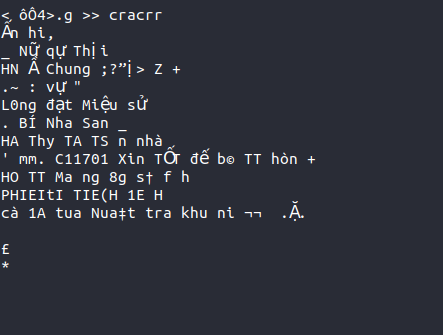 < ôÔ4>.g >> cracrr
Ấn hi,
_ Nữ qự Thị i
HN Ấ Chung ;?”ị> Z +
.~ : vự "
L0ng đạt Miệu sử
. BÍ Nha San _
HA Thy TA TS n nhà
' mm. C11701 Xin TỐT đế b© TT hòn +
HO TT Ma ng 8g s† f h
PHIEItI TIE(H 1E H
cà 1A tua Nua‡t tra khu ni ¬¬  .Ặ.
£
*